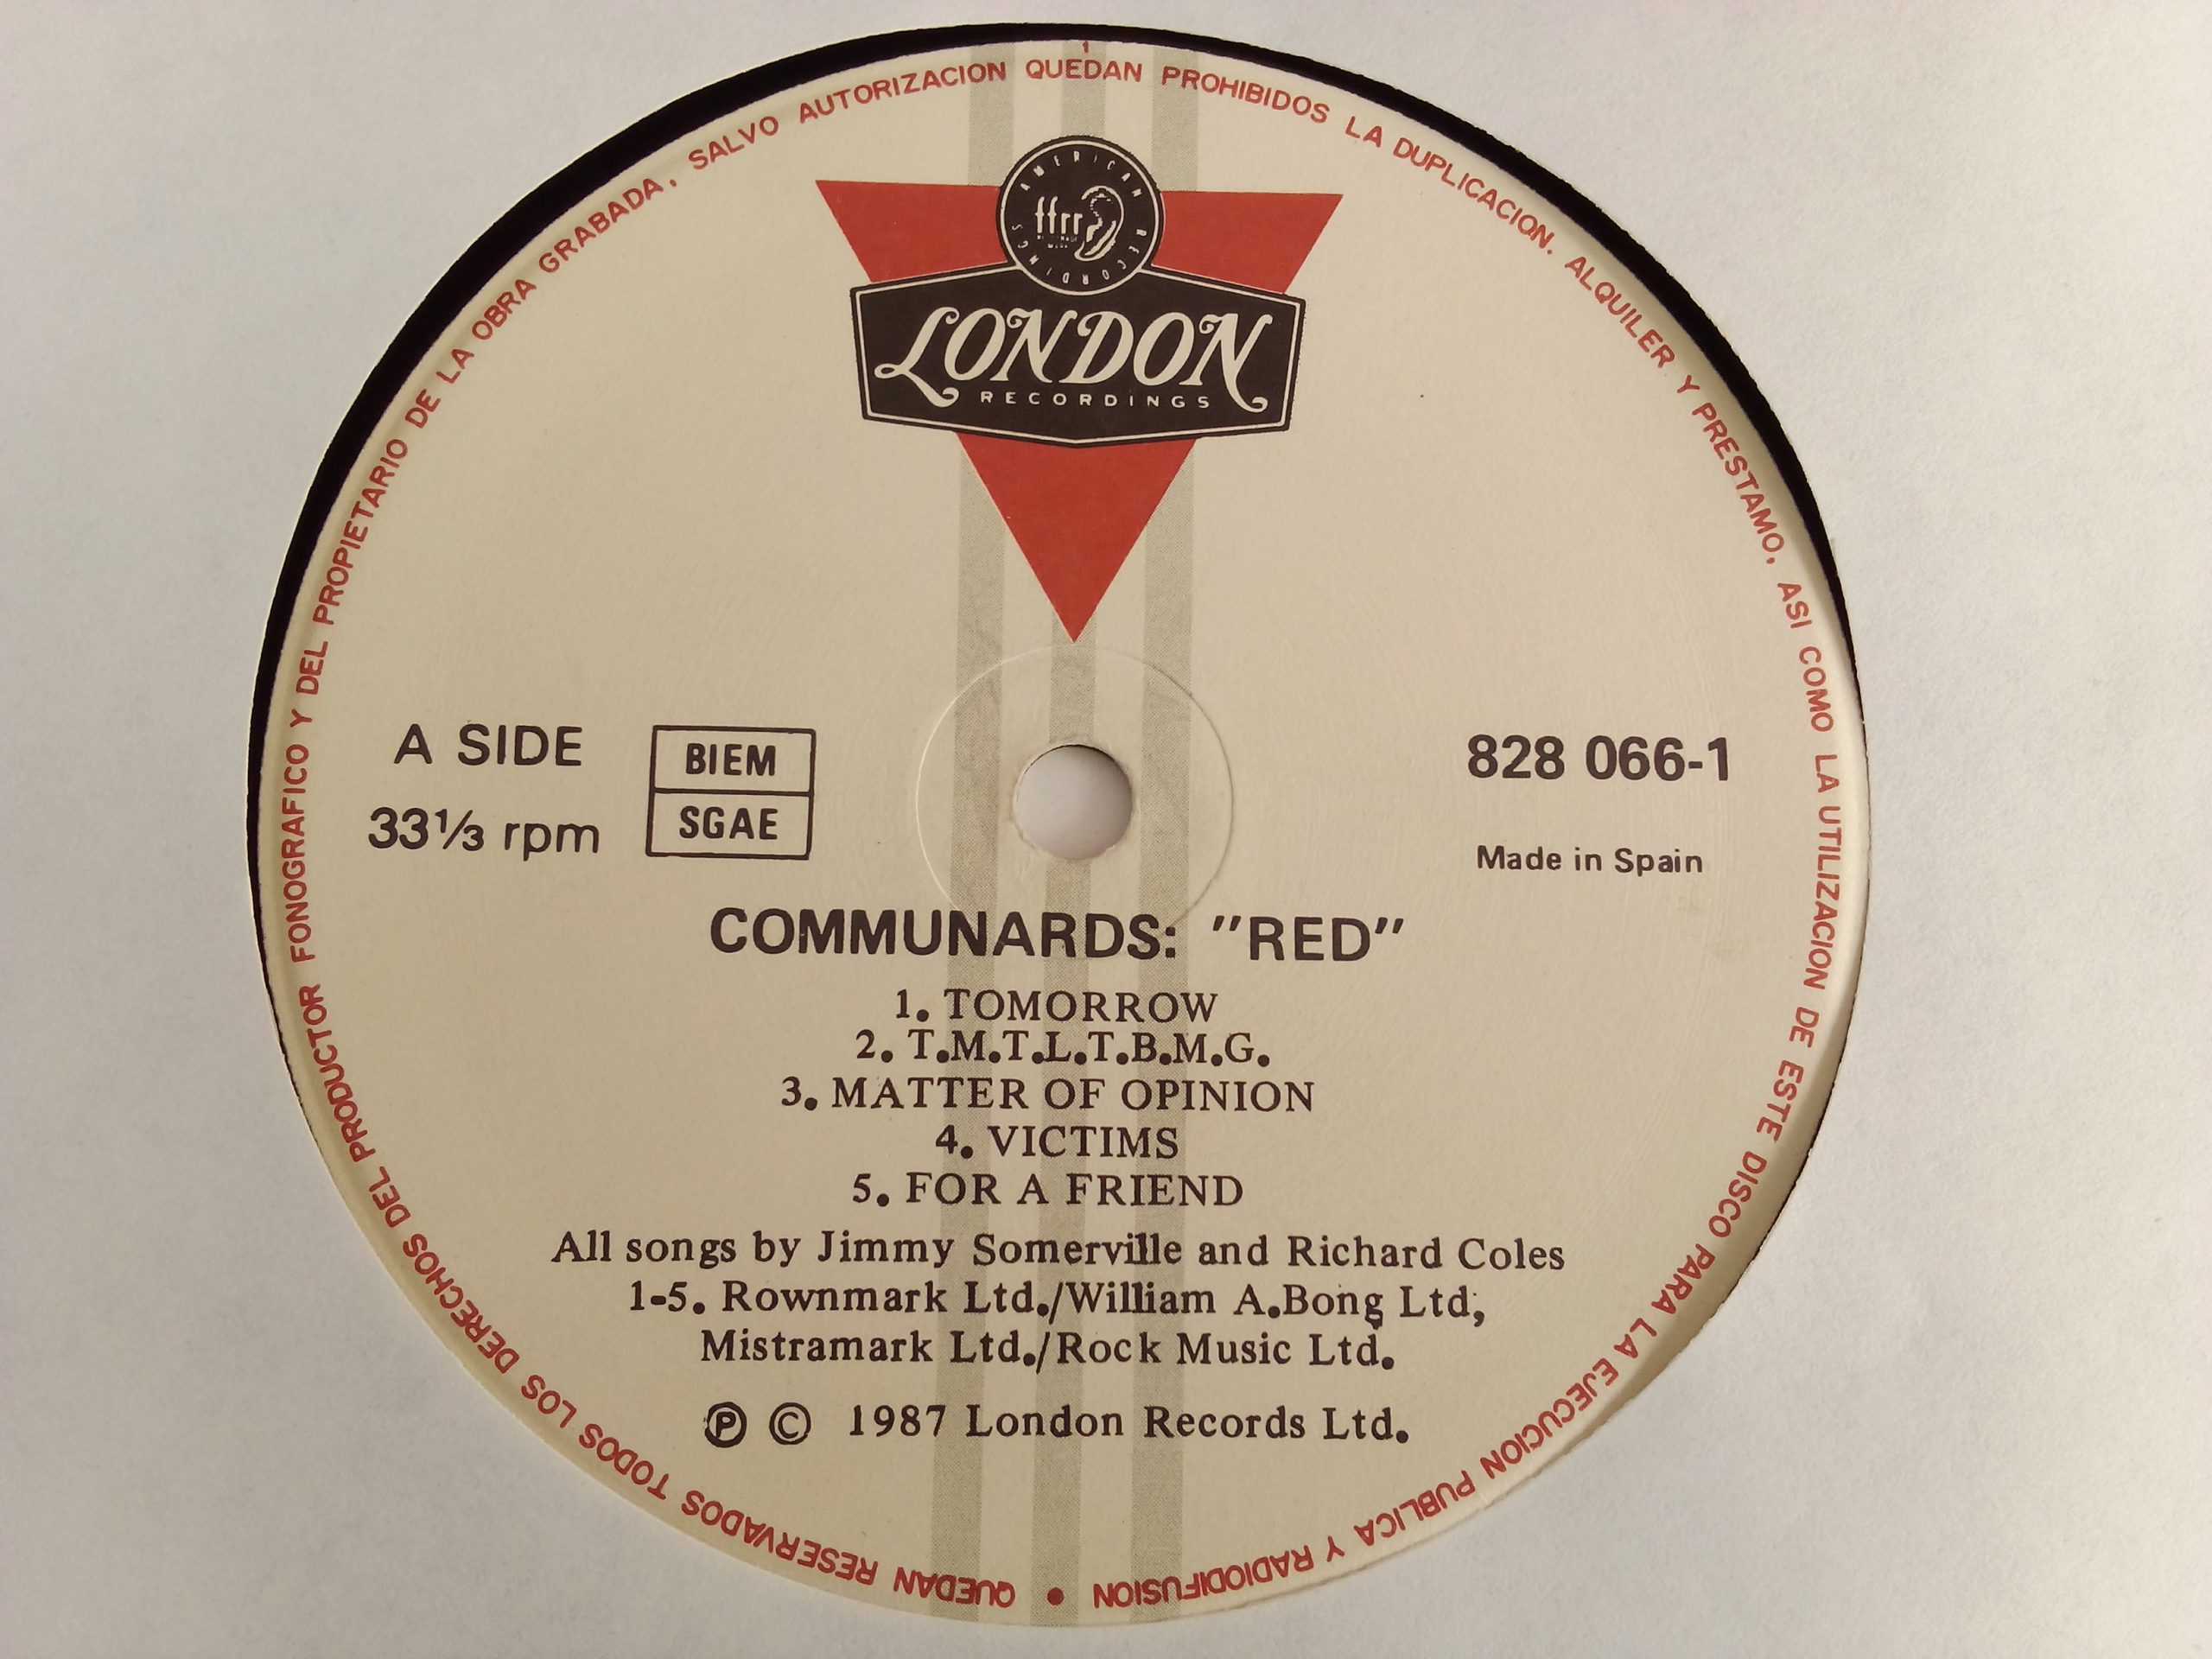 QUEDAN RESERVADOS TODOS LOS DERECHOS DEL PRODUCTOR FONOGRAFICO Y DEL PROPIETARIO DE LA OBRA GRABADA, SALVO AUTORIZACION QUEDAN PROHIBIDOS LA DUPLICACION. ALQUILER Y PRESTAMO, ASI COMO LA UTILIZACION DE ESTE DISCO PARA LA EJECUCION PUBLICA Y RADIODIFUSION •
AMERICAN RECORDINGS
ffrr
LONDON
RECORDINGS
A SIDE
33⅓ rpm
BIEM
SGAE
828 066-1
Made in Spain
COMMUNARDS: "RED"
1. TOMORROW
2. T.M.T.L.T.B.M.G.
3. MATTER OF OPINION
4. VICTIMS
5. FOR A FRIEND
All songs by Jimmy Somerville and Richard Coles
1-5. Rownmark Ltd./William A.Bong Ltd,
Mistramark Ltd./Rock Music Ltd.
℗ © 1987 London Records Ltd.